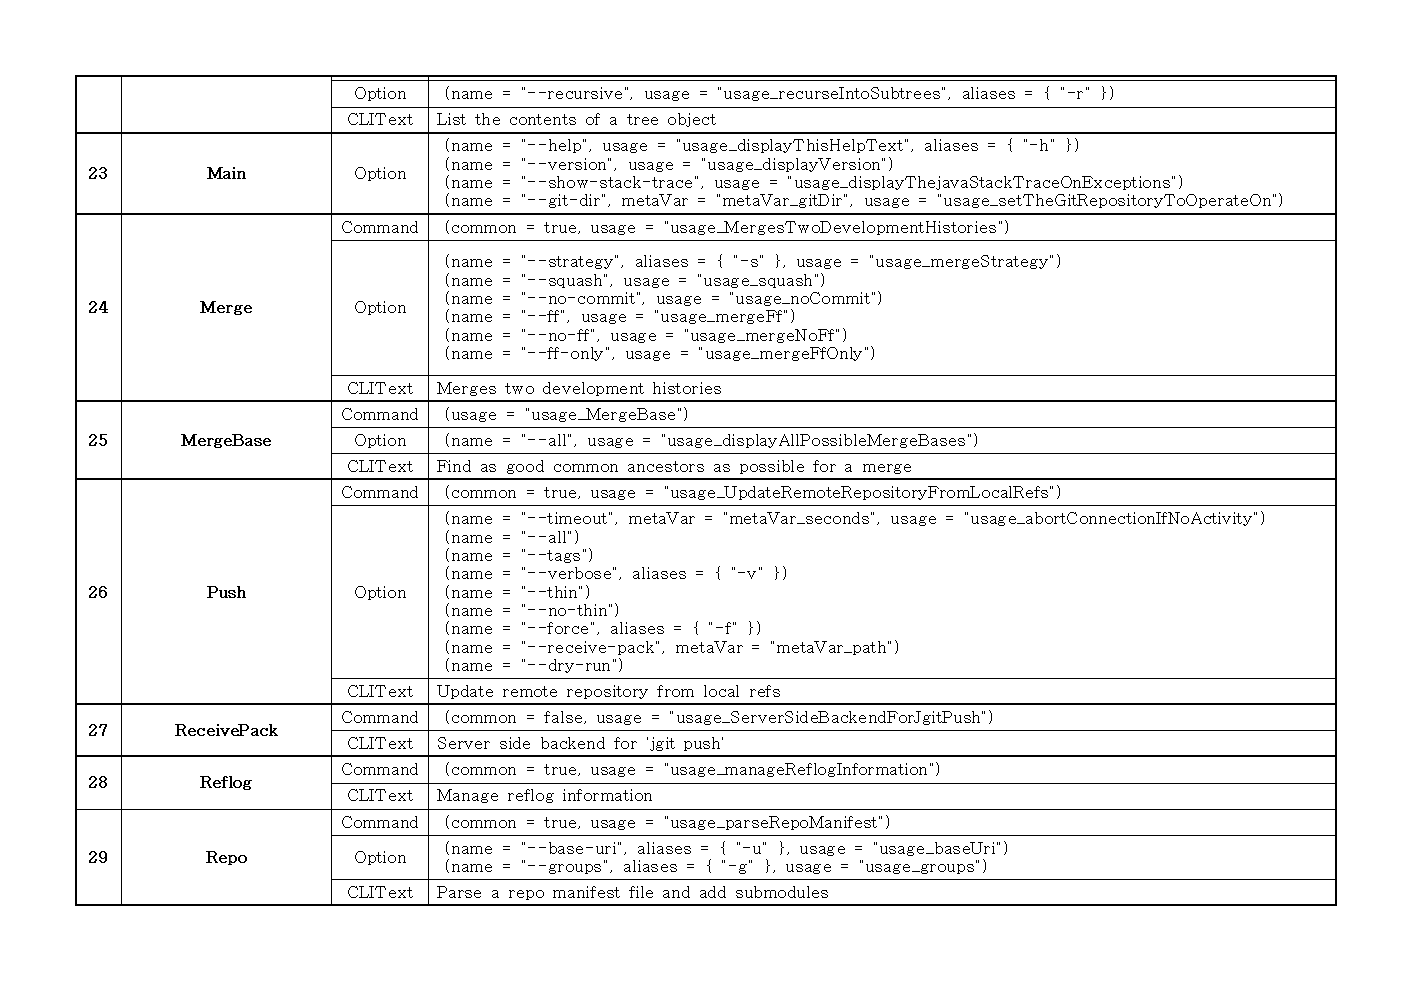 Option (name = "--recursive", usage = "usage_recurseIntoSubtrees", aliases = { "-r" })
CLIText List the contents of a tree object
23 Main Option
(name = "--help", usage = "usage_displayThisHelpText", aliases = { "-h" })
(name = "--version", usage = "usage_displayVersion")
(name = "--show-stack-trace", usage = "usage_displayThejavaStackTraceOnExceptions")
(name = "--git-dir", metaVar = "metaVar_gitDir", usage = "usage_setTheGitRepositoryToOperateOn")
24 Merge
Command (common = true, usage = "usage_MergesTwoDevelopmentHistories")
Option
(name = "--strategy", aliases = { "-s" }, usage = "usage_mergeStrategy")
(name = "--squash", usage = "usage_squash")
(name = "--no-commit", usage = "usage_noCommit")
(name = "--ff", usage = "usage_mergeFf")
(name = "--no-ff", usage = "usage_mergeNoFf")
(name = "--ff-only", usage = "usage_mergeFfOnly")
CLIText Merges two development histories
25 MergeBase
Command (usage = "usage_MergeBase")
Option (name = "--all", usage = "usage_displayAllPossibleMergeBases")
CLIText Find as good common ancestors as possible for a merge
26 Push
Command (common = true, usage = "usage_UpdateRemoteRepositoryFromLocalRefs")
Option
(name = "--timeout", metaVar = "metaVar_seconds", usage = "usage_abortConnectionIfNoActivity")
(name = "--all")
(name = "--tags")
(name = "--verbose", aliases = { "-v" })
(name = "--thin")
(name = "--no-thin")
(name = "--force", aliases = { "-f" })
(name = "--receive-pack", metaVar = "metaVar_path")
(name = "--dry-run")
CLIText Update remote repository from local refs
27 ReceivePack
Command (common = false, usage = "usage_ServerSideBackendForJgitPush")
CLIText Server side backend for 'jgit push'
28 Reflog
Command (common = true, usage = "usage_manageReflogInformation")
CLIText Manage reflog information
29 Repo
Command (common = true, usage = "usage_parseRepoManifest")
Option
(name = "--base-uri", aliases = { "-u" }, usage = "usage_baseUri")
(name = "--groups", aliases = { "-g" }, usage = "usage_groups")
CLIText Parse a repo manifest file and add submodules